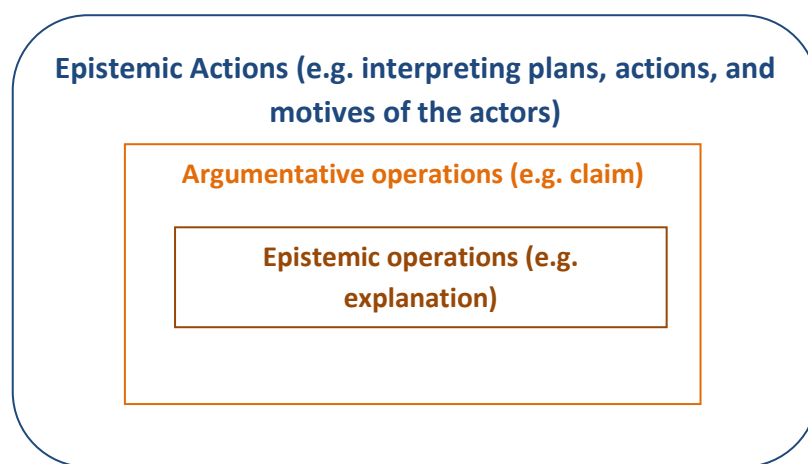 Epistemic Actions (e.g. interpreting plans, actions, and
motives of the actors)
Argumentative operations (e.g. claim)
Epistemic operations (e.g.
explanation)